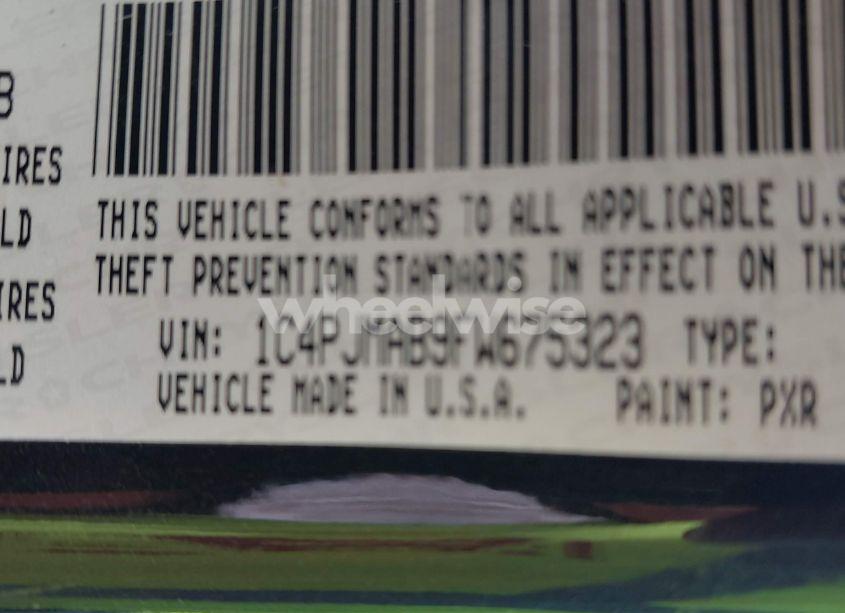 B
IRES
LD
IRES
LD
THIS VEHICLE CONFORMS TO ALL APPLICABLE U.S
THEFT PREVENTION STANDARDS IN EFFECT ON THE
wheelwise
VIN: 1C4PJMAB9FW675323 TYPE:
VEHICLE MADE IN U.S.A. PAINT: PXR